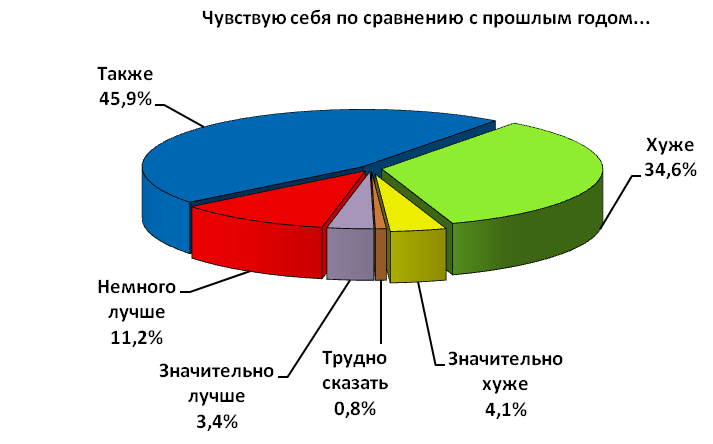 Чувствую себя по сравнению с прошлым годом...
Также
45,9%
Хуже
34,6%
Немного
лучше
11,2%
Значительно
лучше
3,4%
Трудно
сказать
0,8%
Значительно
хуже
4,1%